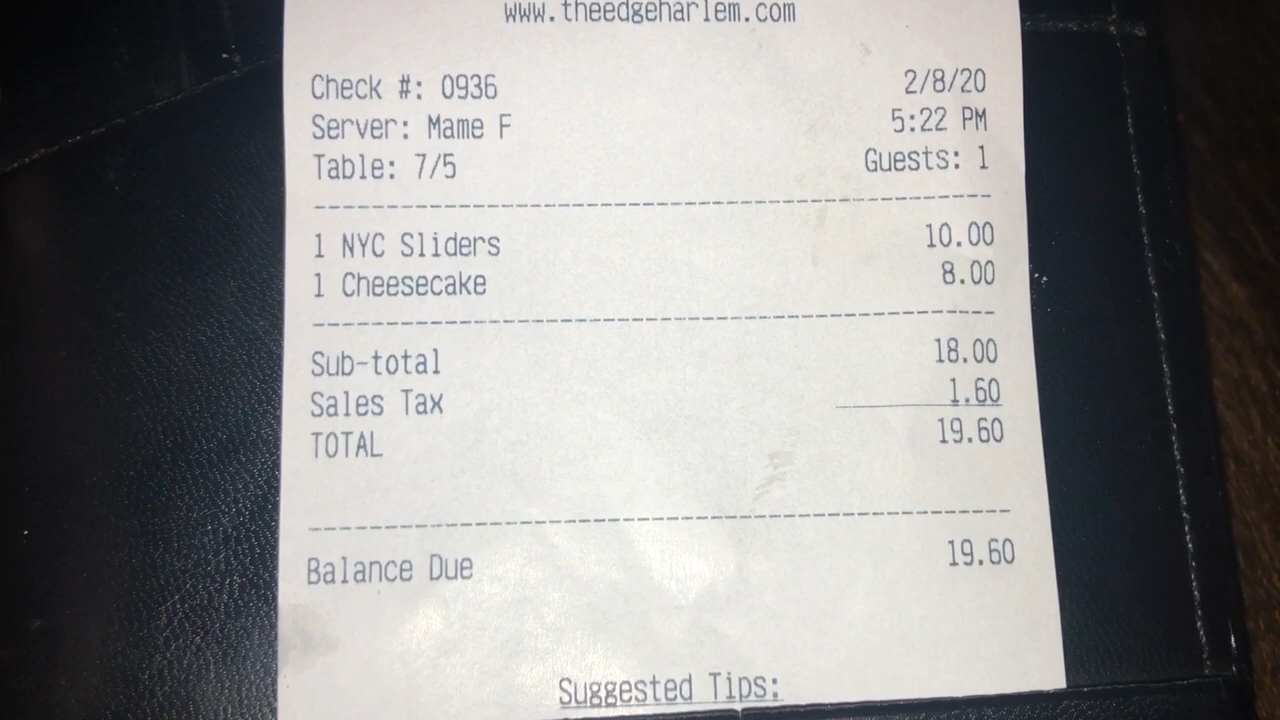 www.theedgeharlem.com
Check #: 0936 2/8/20
Server: Mame F 5:22 PM
Table: 7/5 Guests: 1
1 NYC Sliders 10.00
1 Cheesecake 8.00
Sub-total 18.00
Sales Tax 1.60
TOTAL 19.60
Balance Due 19.60
Suggested Tips: